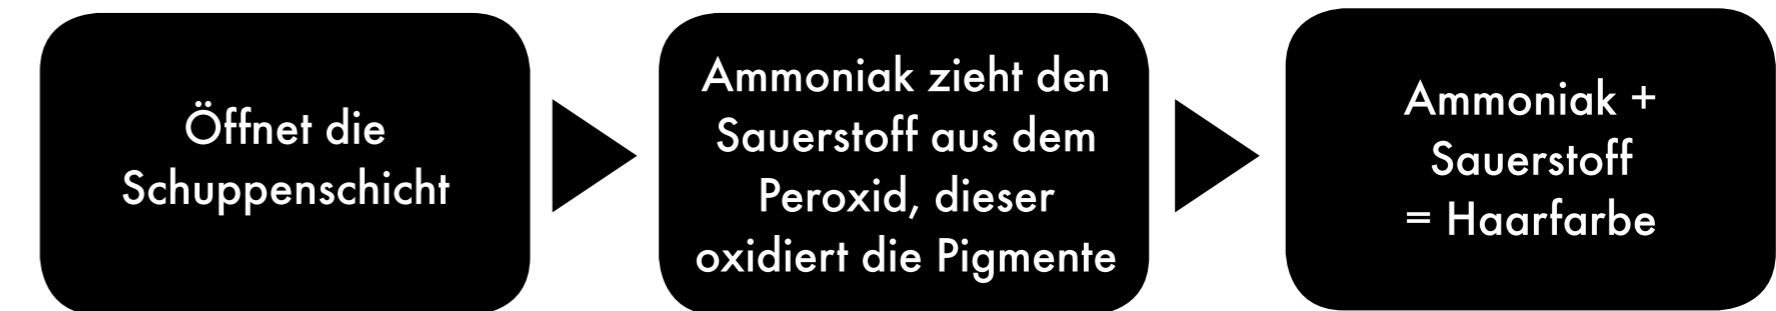 Öffnet die
Schuppenschicht
Ammoniak zieht den
Sauerstoff aus dem
Peroxid, dieser
oxidiert die Pigmente
Ammoniak +
Sauerstoff
= Haarfarbe